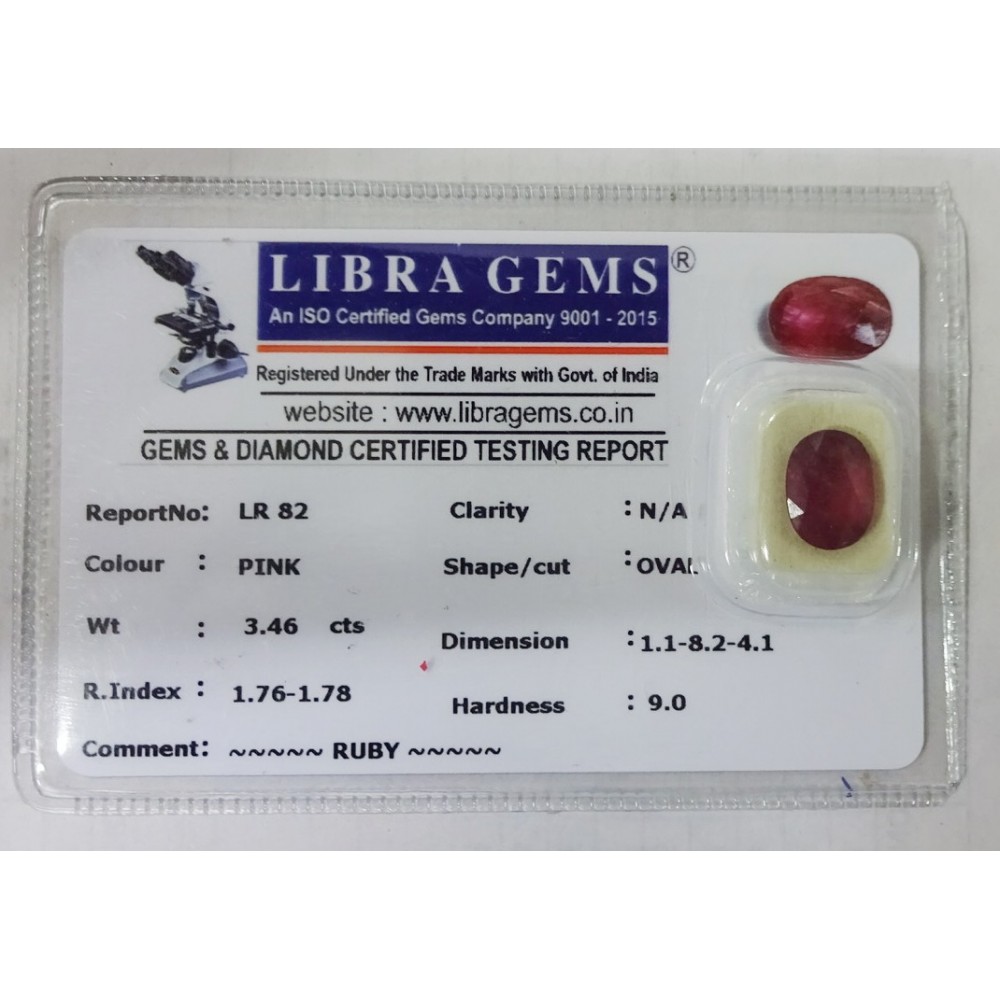 LIBRA GEMS ®
An ISO Certified Gems Company 9001 - 2015
Registered Under the Trade Marks with Govt. of India
website : www.libragems.co.in
GEMS & DIAMOND CERTIFIED TESTING REPORT
ReportNo: LR 82 Clarity : N/A
Colour : PINK Shape/cut : OVAL
Wt : 3.46 cts Dimension : 1.1-8.2-4.1
R.Index : 1.76-1.78 Hardness : 9.0
Comment: ~~~~~ RUBY ~~~~~